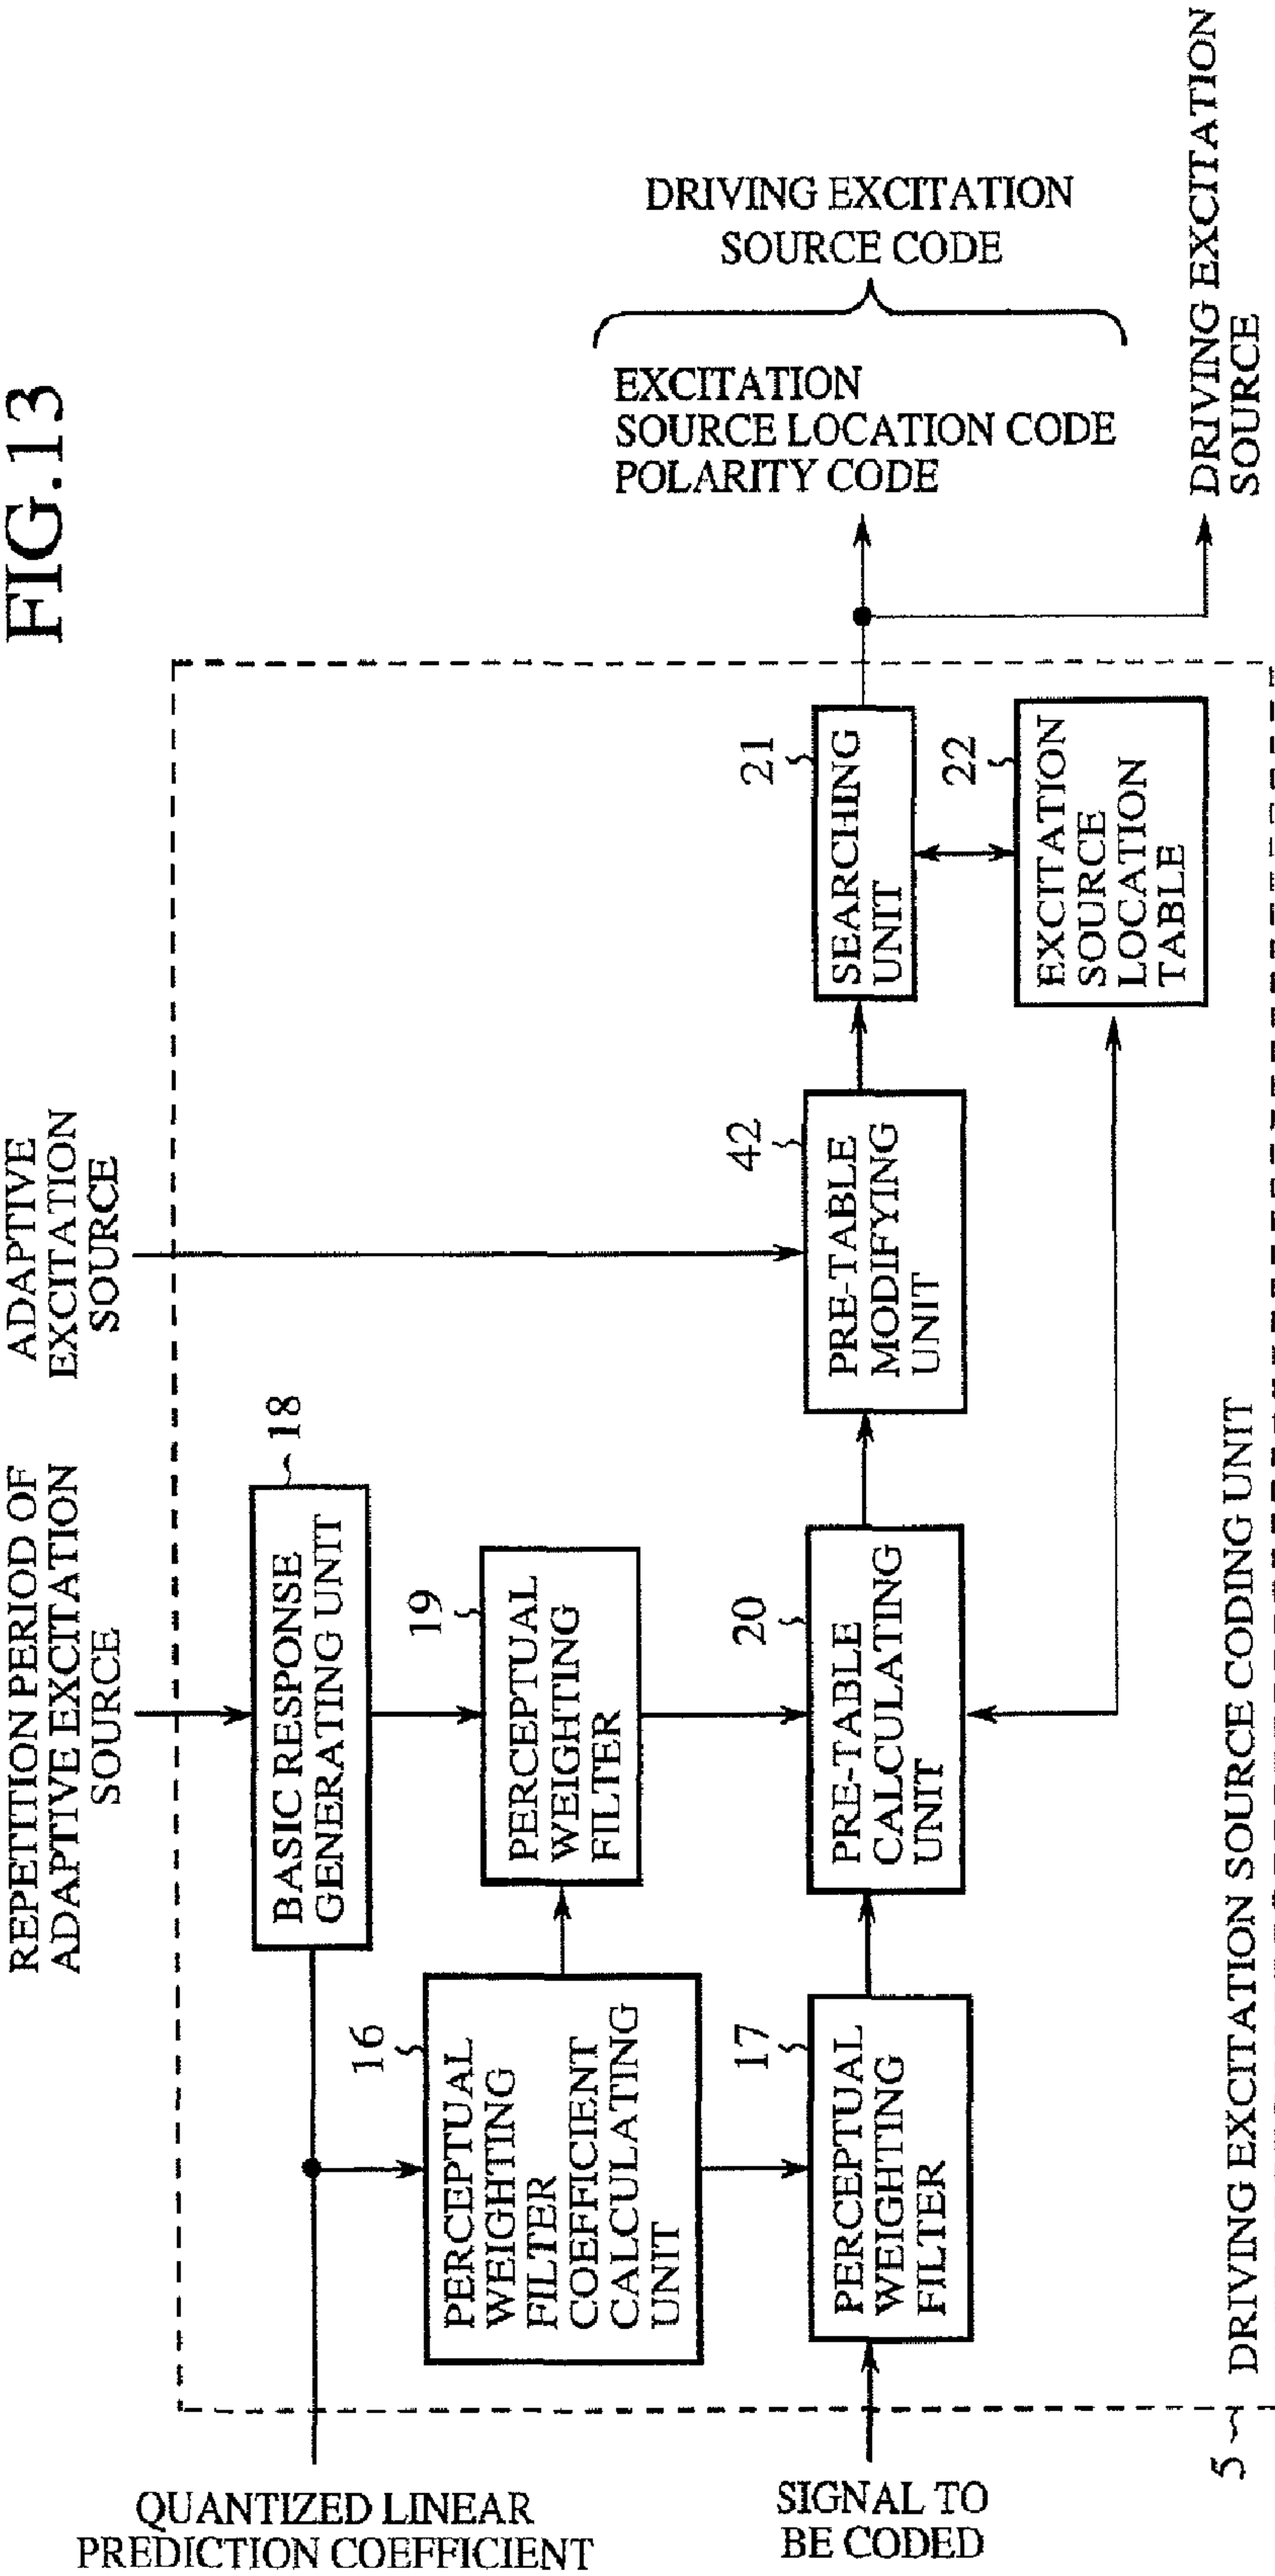 FIG.13
REPETITION PERIOD OF
ADAPTIVE EXCITATION
SOURCE
ADAPTIVE
EXCITATION
SOURCE
QUANTIZED LINEAR
PREDICTION COEFFICIENT
BASIC RESPONSE
GENERATING UNIT
18
16
PERCEPTUAL
WEIGHTING
FILTER
COEFFICIENT
CALCULATING
UNIT
19
PERCEPTUAL
WEIGHTING
FILTER
SIGNAL TO
BE CODED
17
PERCEPTUAL
WEIGHTING
FILTER
20
PRE-TABLE
CALCULATING
UNIT
42
PRE-TABLE
MODIFYING
UNIT
21
SEARCHING
UNIT
22
EXCITATION
SOURCE
LOCATION
TABLE
EXCITATION
SOURCE LOCATION CODE
POLARITY CODE
DRIVING EXCITATION
SOURCE CODE
DRIVING EXCITATION
SOURCE
5
DRIVING EXCITATION SOURCE CODING UNIT